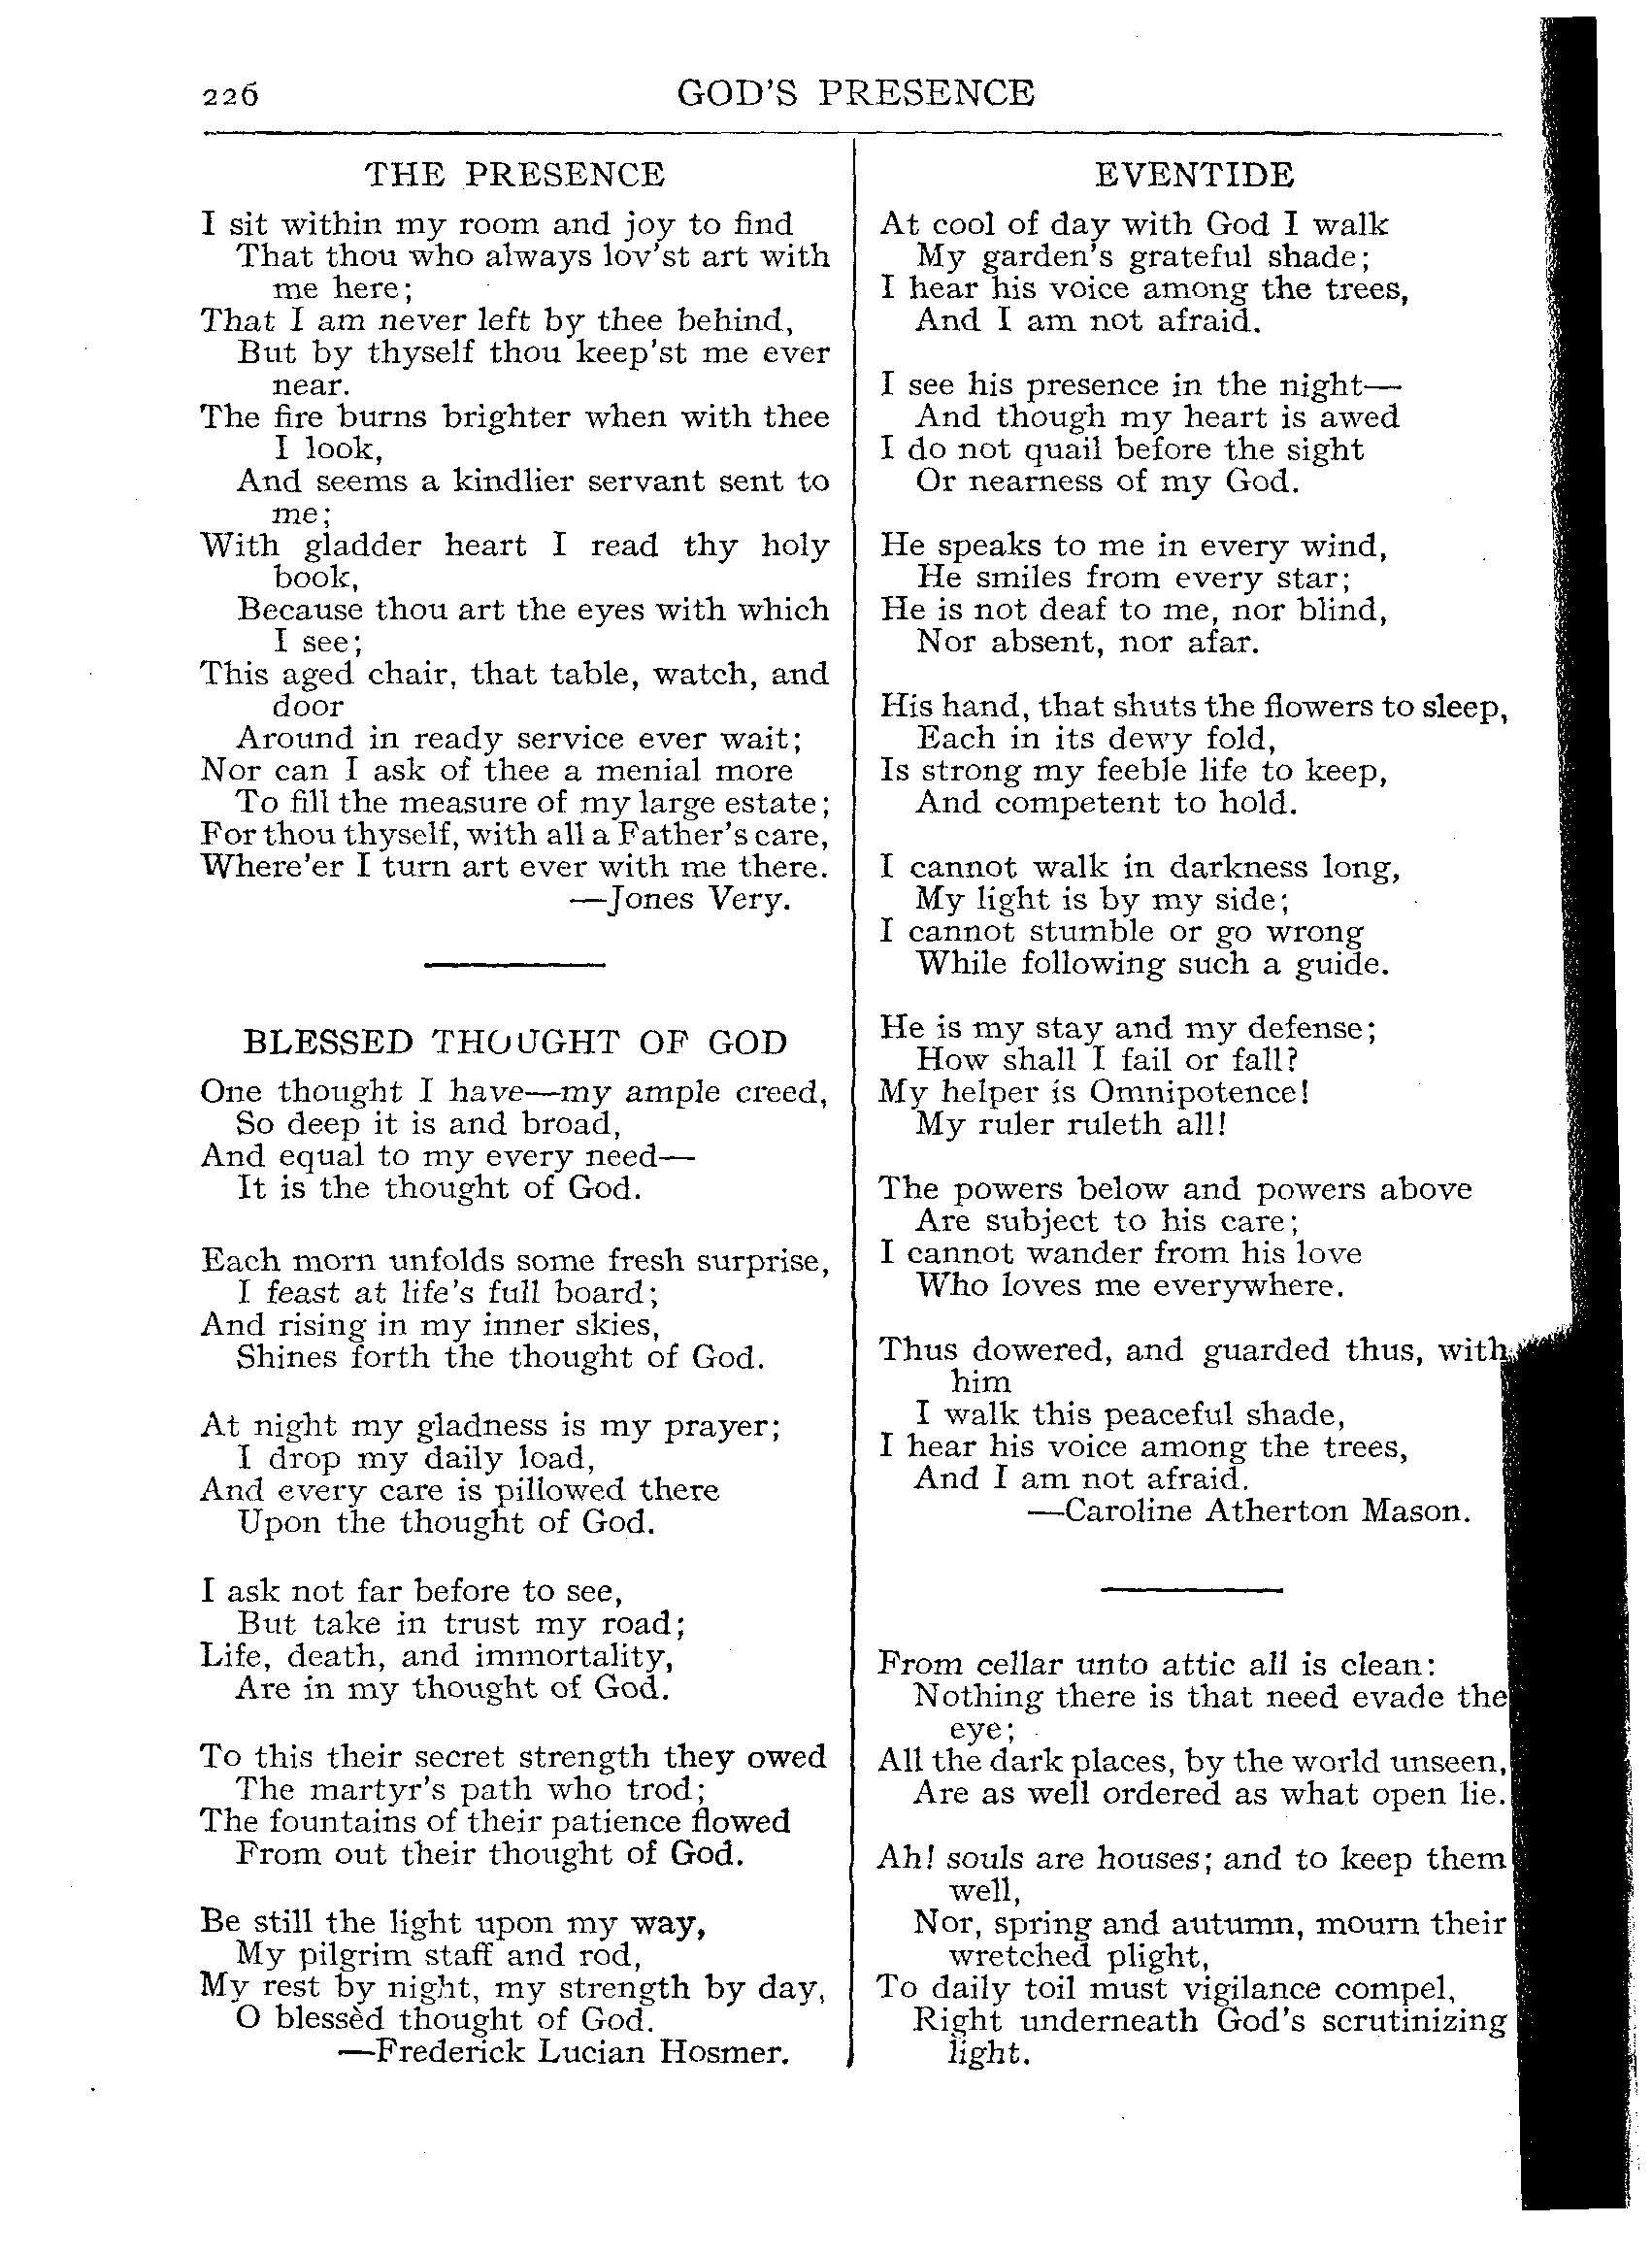 226
GOD'S PRESENCE
THE PRESENCE
I sit within my room and joy to find
That thou who always lov'st art with
me here;
That I am never left by thee behind,
But by thyself thou keep'st me ever
near.
The fire burns brighter when with thee
I look,
And seems a kindlier servant sent to
me;
With gladder heart I read thy holy
book,
Because thou art the eyes with which
I see;
This aged chair, that table, watch, and
door
Around in ready service ever wait;
Nor can I ask of thee a menial more
To fill the measure of my large estate;
For thou thyself, with all a Father's care,
Where'er I turn art ever with me there.
—Jones Very.
BLESSED THOUGHT OF GOD
One thought I have—my ample creed,
So deep it is and broad,
And equal to my every need—
It is the thought of God.
Each morn unfolds some fresh surprise,
I feast at life's full board;
And rising in my inner skies,
Shines forth the thought of God.
At night my gladness is my prayer;
I drop my daily load,
And every care is pillowed there
Upon the thought of God.
I ask not far before to see,
But take in trust my road;
Life, death, and immortality,
Are in my thought of God.
To this their secret strength they owed
The martyr's path who trod;
The fountains of their patience flowed
From out their thought of God.
Be still the light upon my way,
My pilgrim staff and rod,
My rest by night, my strength by day,
O blessèd thought of God.
—Frederick Lucian Hosmer.
EVENTIDE
At cool of day with God I walk
My garden's grateful shade;
I hear his voice among the trees,
And I am not afraid.
I see his presence in the night—
And though my heart is awed
I do not quail before the sight
Or nearness of my God.
He speaks to me in every wind,
He smiles from every star;
He is not deaf to me, nor blind,
Nor absent, nor afar.
His hand, that shuts the flowers to sleep,
Each in its dewy fold,
Is strong my feeble life to keep,
And competent to hold.
I cannot walk in darkness long,
My light is by my side;
I cannot stumble or go wrong
While following such a guide.
He is my stay and my defense;
How shall I fail or fall?
My helper is Omnipotence!
My ruler ruleth all!
The powers below and powers above
Are subject to his care;
I cannot wander from his love
Who loves me everywhere.
Thus dowered, and guarded thus, with
him
I walk this peaceful shade,
I hear his voice among the trees,
And I am not afraid.
—Caroline Atherton Mason.
From cellar unto attic all is clean:
Nothing there is that need evade the
eye;
All the dark places, by the world unseen,
Are as well ordered as what open lie.
Ah! souls are houses; and to keep them
well,
Nor, spring and autumn, mourn their
wretched plight,
To daily toil must vigilance compel,
Right underneath God's scrutinizing
light.